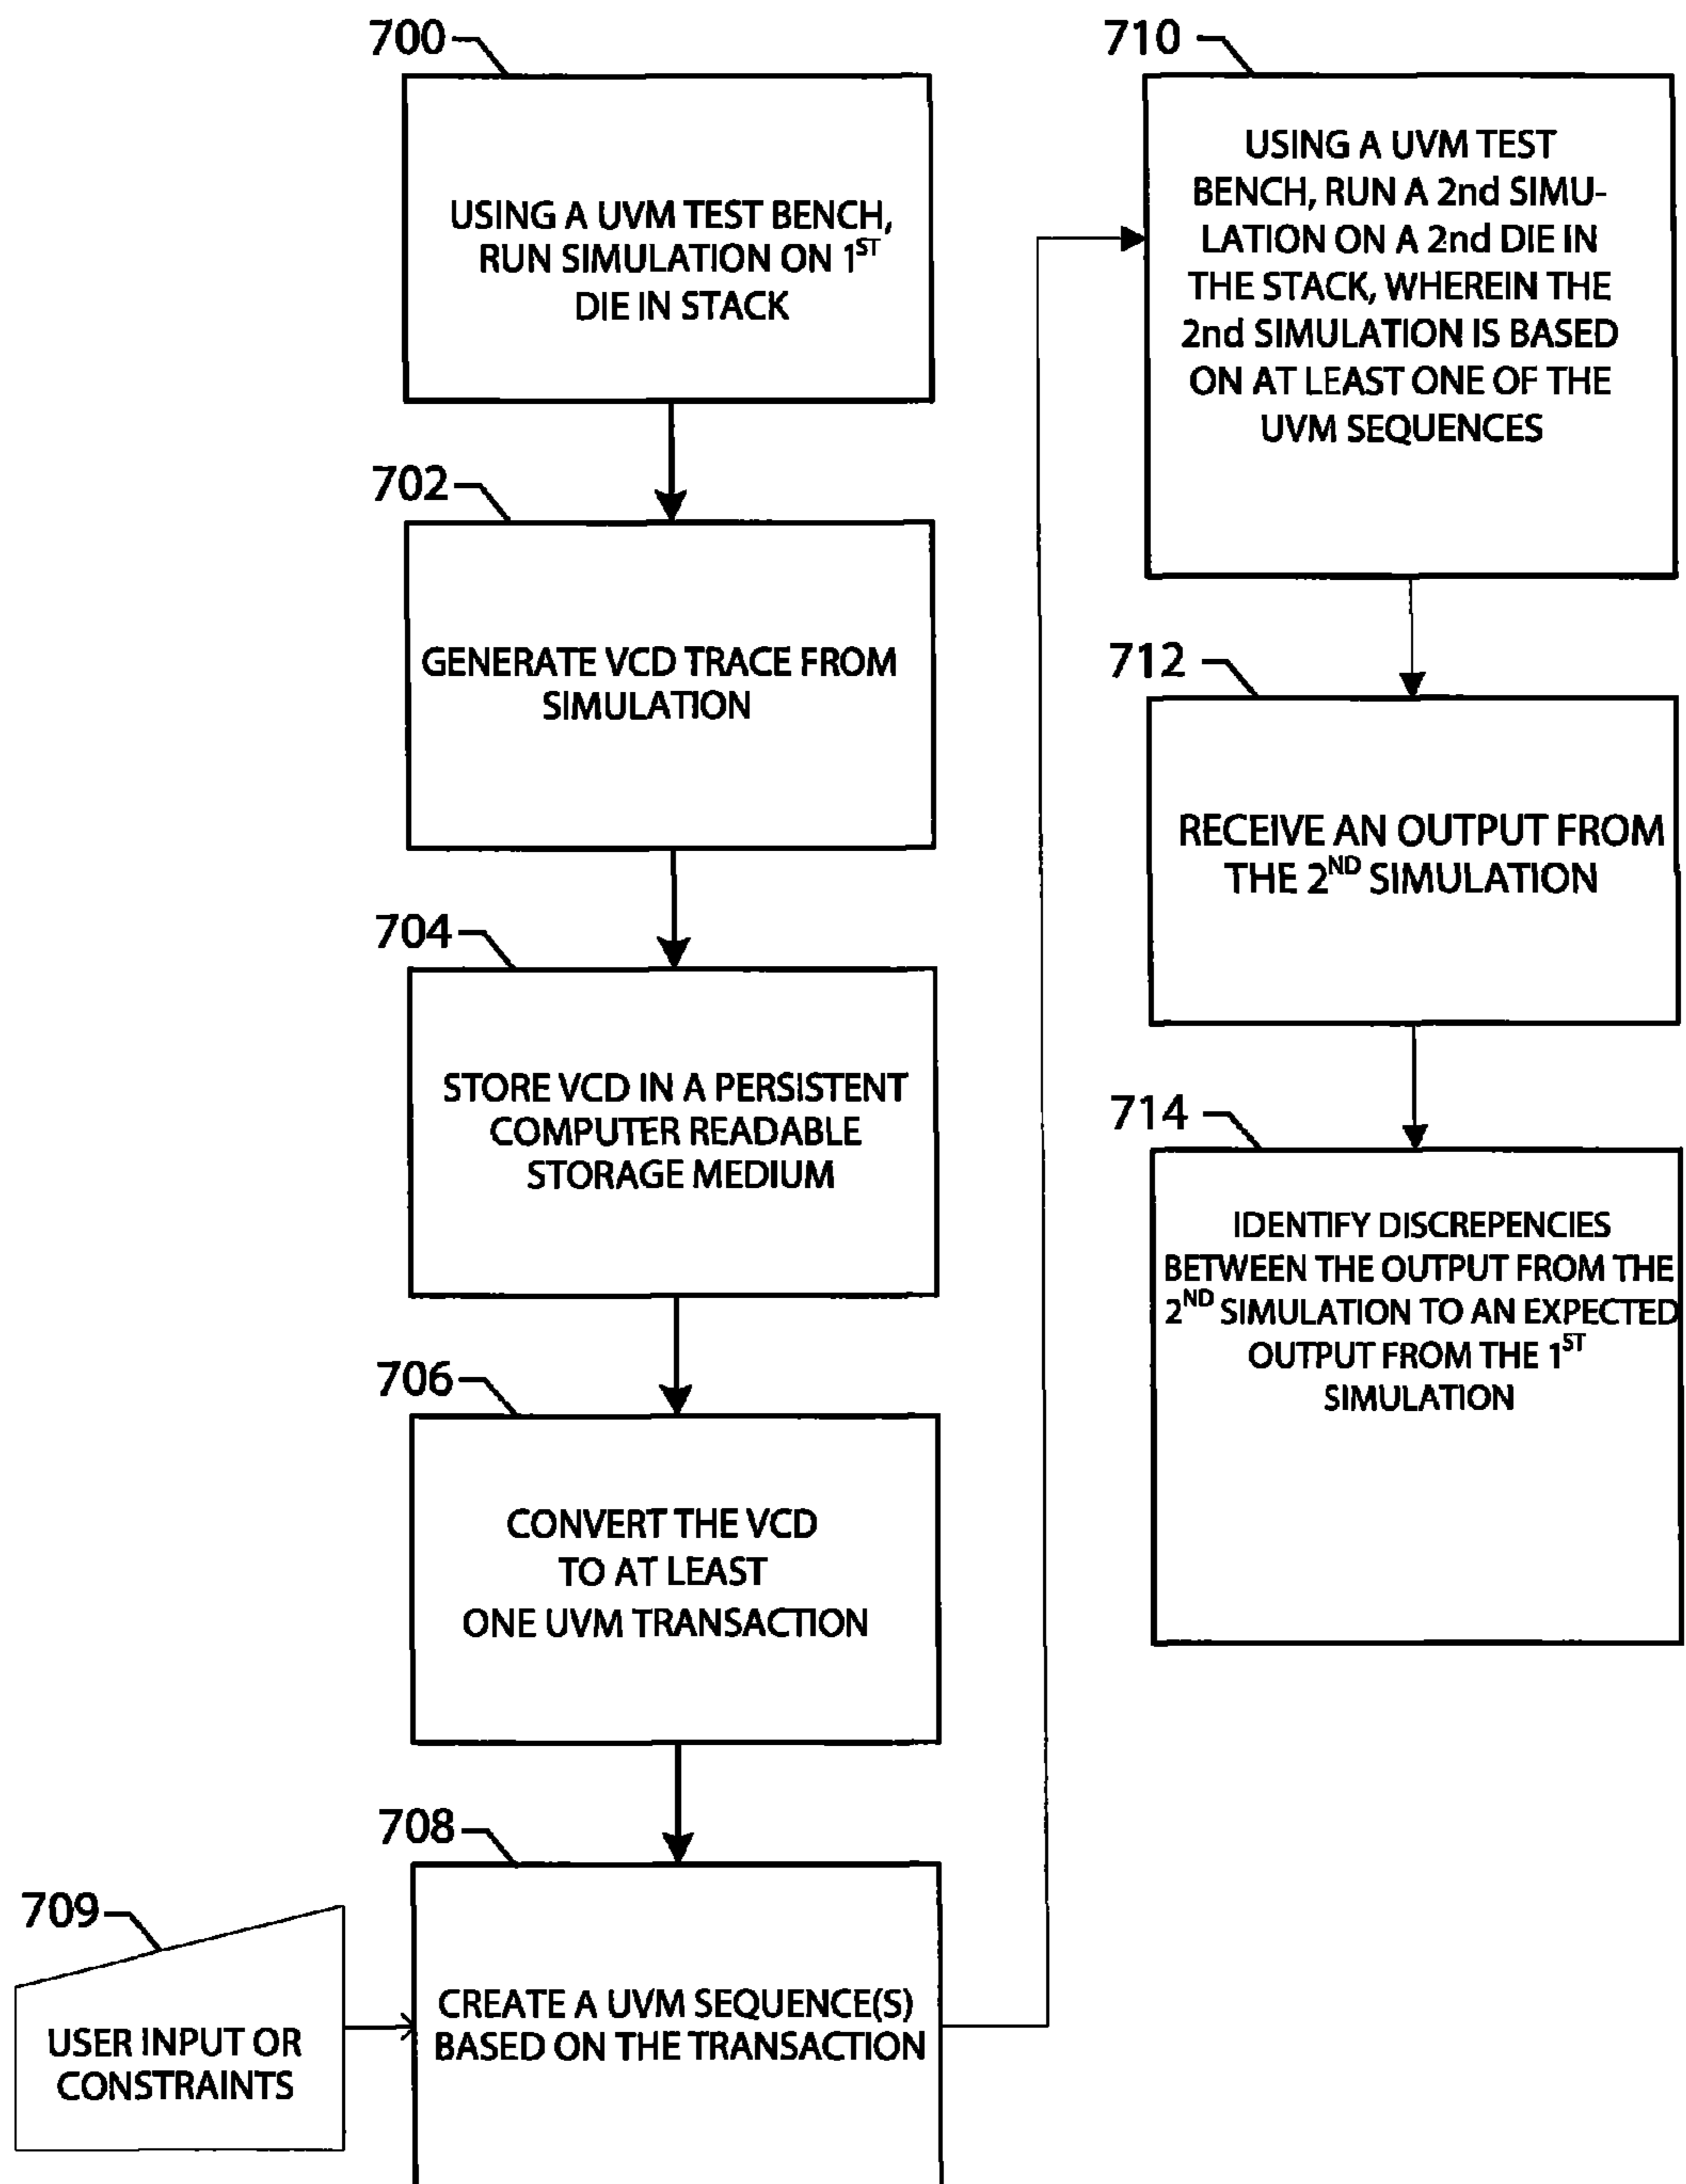 700
USING A UVM TEST BENCH,
RUN SIMULATION ON 1ST
DIE IN STACK
702
GENERATE VCD TRACE FROM
SIMULATION
704
STORE VCD IN A PERSISTENT
COMPUTER READABLE
STORAGE MEDIUM
706
CONVERT THE VCD
TO AT LEAST
ONE UVM TRANSACTION
708
CREATE A UVM SEQUENCE(S)
BASED ON THE TRANSACTION
709
USER INPUT OR
CONSTRAINTS
710
USING A UVM TEST
BENCH, RUN A 2nd SIMU-
LATION ON A 2nd DIE IN
THE STACK, WHEREIN THE
2nd SIMULATION IS BASED
ON AT LEAST ONE OF THE
UVM SEQUENCES
712
RECEIVE AN OUTPUT FROM
THE 2ND SIMULATION
714
IDENTIFY DISCREPENCIES
BETWEEN THE OUTPUT FROM THE
2ND SIMULATION TO AN EXPECTED
OUTPUT FROM THE 1ST
SIMULATION